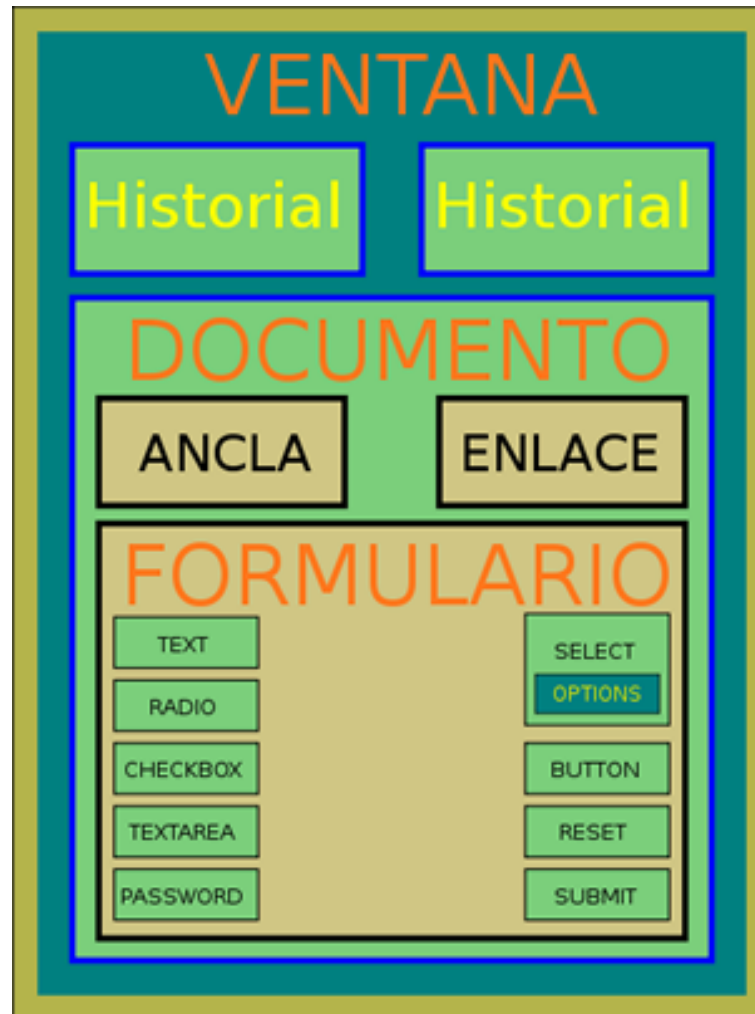 VENTANA
Historial Historial
DOCUMENTO
ANCLA ENLACE
FORMULARIO
TEXT
RADIO
CHECKBOX
TEXTAREA
PASSWORD
SELECT
OPTIONS
BUTTON
RESET
SUBMIT